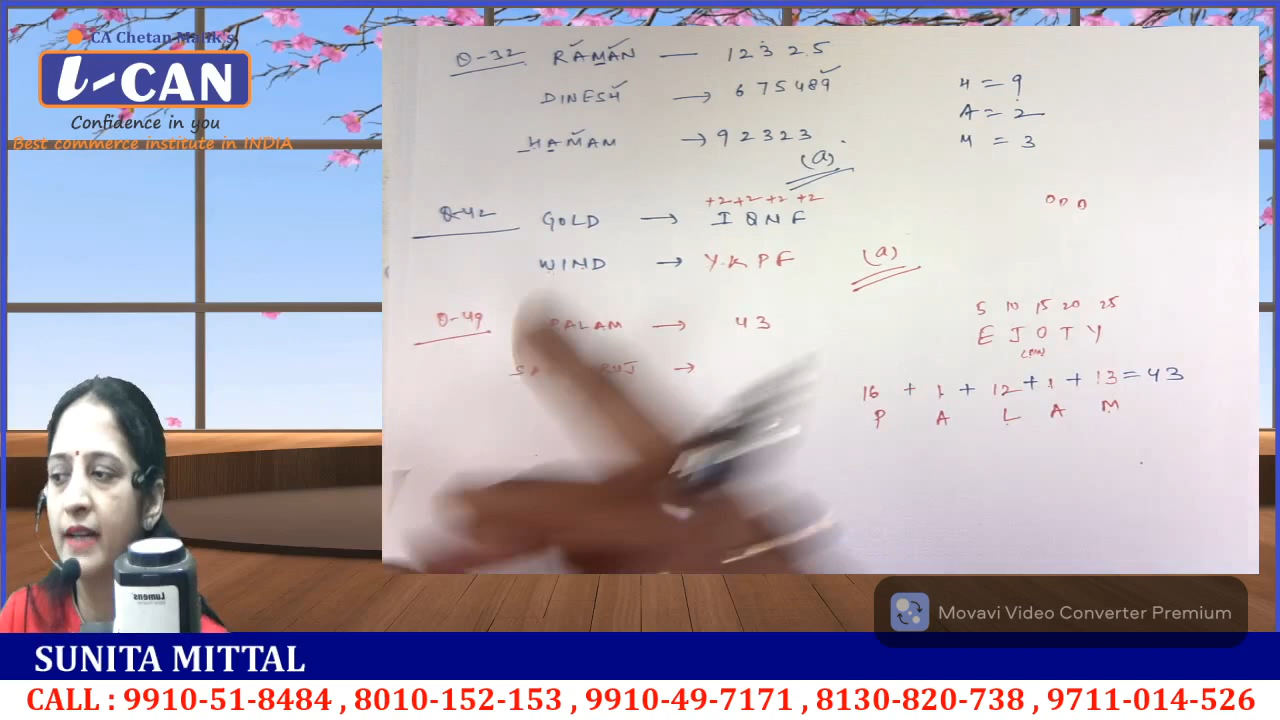 CA Chetan Malik's
i-CAN
Confidence in you
Best commerce institute in INDIA
Q-32 RAMAN — 12325
DINESH → 675489
HAMAM → 92323
(a)
H = 9
A = 2
M = 3
+2 +2 +2 +2
Q-42 GOLD → IQNF
WIND → YKPF
(a)
Q-49 PALAM → 43
5 10 15 20 25
E J O T Y
16 + 1 + 12 + 1 + 13 = 43
P A L A M
Lumens
Movavi Video Converter Premium
SUNITA MITTAL
CALL : 9910-51-8484 , 8010-152-153 , 9910-49-7171 , 8130-820-738 , 9711-014-526